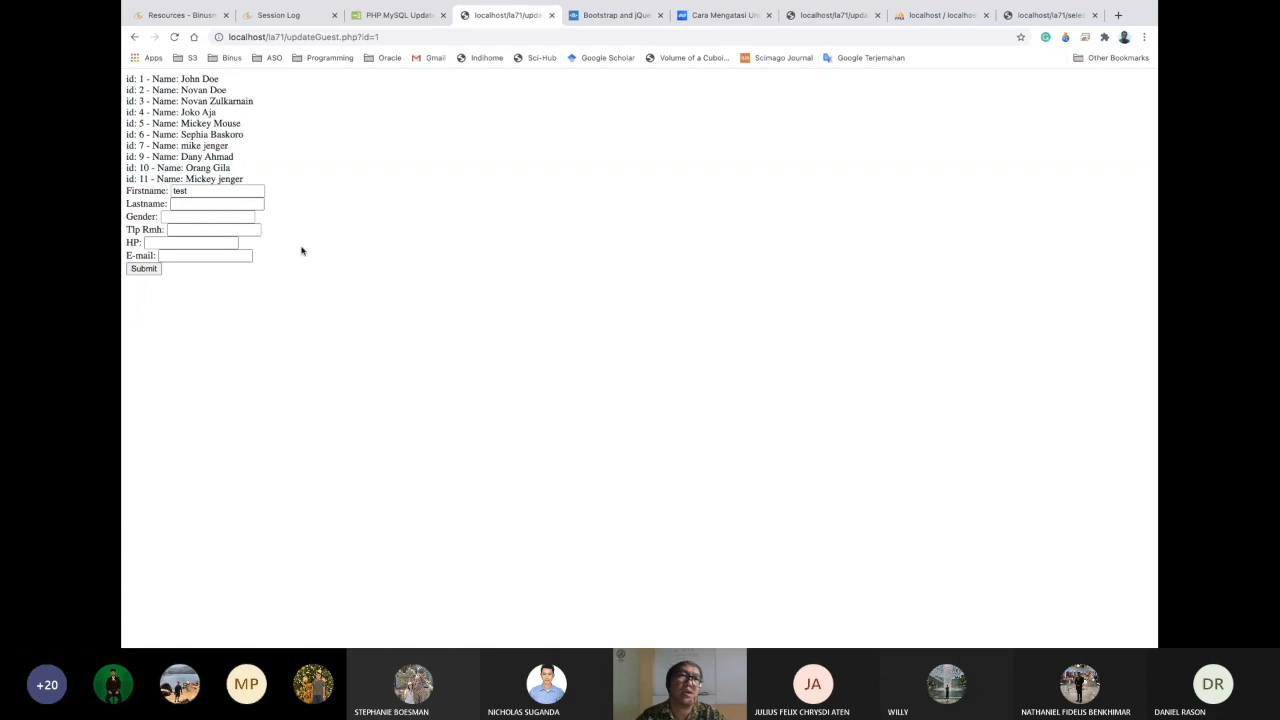 Resources - Binusm
Session Log
PHP MySQL Update
localhost/la71/upda
Bootstrap and jQue
Cara Mengatasi Un
localhost/la71/upda
localhost / localhos
localhost/la71/selec
localhost/la71/updateGuest.php?id=1
Apps S3 Binus ASO Programming Oracle Gmail Indihome Sci-Hub Google Scholar Volume of a Cuboi... Scimago Journal Google Terjemahan Other Bookmarks
id: 1 - Name: John Doe
id: 2 - Name: Novan Doe
id: 3 - Name: Novan Zulkarnain
id: 4 - Name: Joko Aja
id: 5 - Name: Mickey Mouse
id: 6 - Name: Sephia Baskoro
id: 7 - Name: mike jenger
id: 9 - Name: Dany Ahmad
id: 10 - Name: Orang Gila
id: 11 - Name: Mickey jenger
Firstname: test
Lastname:
Gender:
Tlp Rmh:
HP:
E-mail:
Submit
+20
MP
STEPHANIE BOESMAN
NICHOLAS SUGANDA
JA
JULIUS FELIX CHRYSDI ATEN
WILLY
NATHANIEL FIDELIS BENKHIMAR
DR
DANIEL RASON